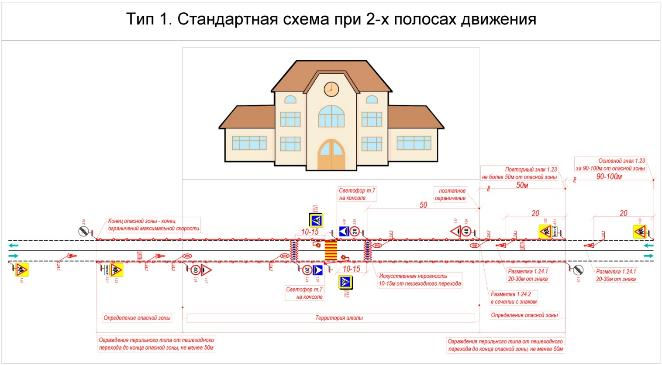 Тип 1. Стандартная схема при 2-х полосах движения
Основной знак 1.23
за 90-100м от опасной зоны
90-100м
Повторный знак 1.23
не более 50м от опасной зоны
50м
Светофор т.7
на консоле
поэтапное
ограничение
Конец опасной зоны - конец
ограничения максимальной скорости
50
20
20
10-15
10-15
Светофор т.7
на консоле
Искусственная неровность
10-15м от пешеходного перехода
Разметка 1.24.1
20-30м от знака
Разметка 1.24.1
20-30м от знака
Разметка 1.24.2
в сечении с знаком
Определение опасной зоны
Территория школы
Определение опасной зоны
Ограждения перильного типа от пешеходного
перехода до конца опасной зоны, не менее 50м
Ограждения перильного типа от пешеходного
перехода до конца опасной зоны, не менее 50м